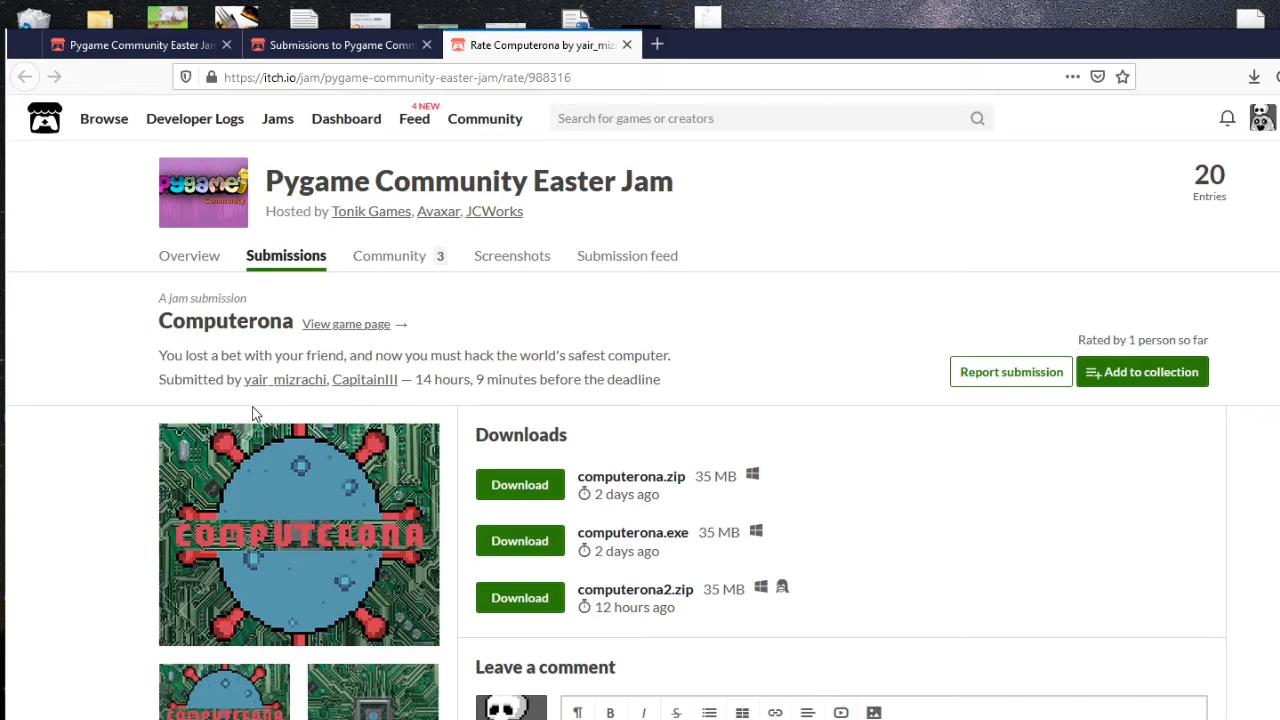 Pygame Community Easter Jam
Submissions to Pygame Comm
Rate Computerona by yair_miz
https://itch.io/jam/pygame-community-easter-jam/rate/988316
Browse
Developer Logs
Jams
Dashboard
4 NEW
Feed
Community
Search for games or creators
Pygame Community Easter Jam
20
Entries
Hosted by Tonik Games, Avaxar, JCWorks
Overview
Submissions
Community 3
Screenshots
Submission feed
A jam submission
Computerona View game page →
You lost a bet with your friend, and now you must hack the world's safest computer.
Submitted by yair_mizrachi, CapitainIII — 14 hours, 9 minutes before the deadline
Rated by 1 person so far
Report submission
Add to collection
COMPUTERONA
Downloads
Download computerona.zip 35 MB
2 days ago
Download computerona.exe 35 MB
2 days ago
Download computerona2.zip 35 MB
12 hours ago
Leave a comment
COMPUTERONA
¶ B I S